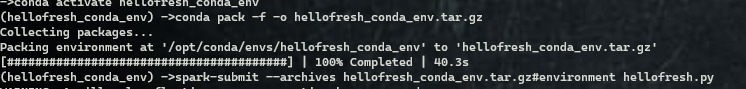 ->conda activate hellofresh_conda_env
(hellofresh_conda_env) ->conda pack -f -o hellofresh_conda_env.tar.gz
Collecting packages...
Packing environment at '/opt/conda/envs/hellofresh_conda_env' to 'hellofresh_conda_env.tar.gz'
[########################################] | 100% Completed | 40.3s
(hellofresh_conda_env) ->spark-submit --archives hellofresh_conda_env.tar.gz#environment hellofresh.py